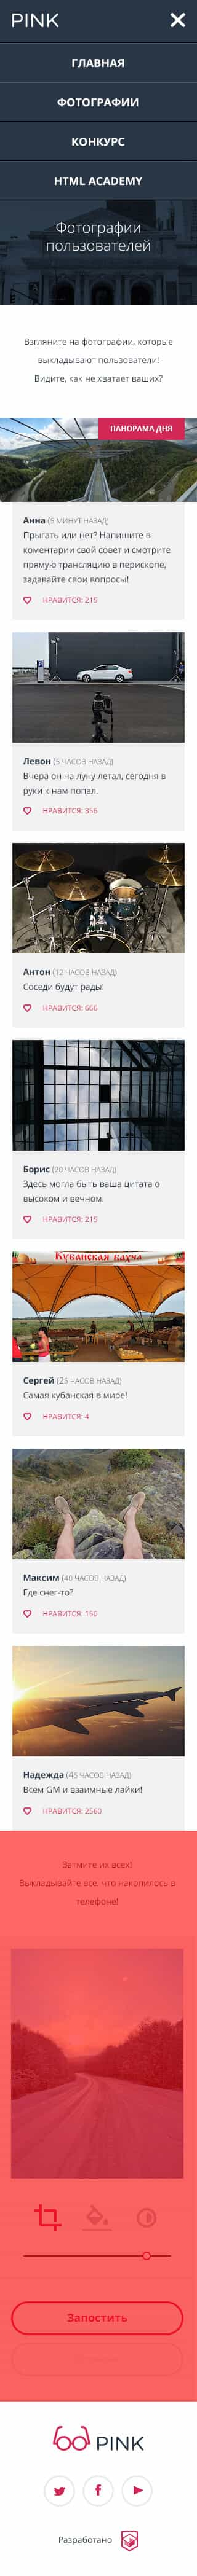 PINK
ГЛАВНАЯ
ФОТОГРАФИИ
КОНКУРС
HTML ACADEMY
Фотографии
пользователей
Взгляните на фотографии, которые
выкладывают пользователи!
Видите, как не хватает ваших?
ПАНОРАМА ДНЯ
Анна (5 МИНУТ НАЗАД)
Прыгать или нет? Напишите в
коментарии свой совет и смотрите
прямую трансляцию в перископе,
задавайте свои вопросы!
НРАВИТСЯ: 215
Левон (5 ЧАСОВ НАЗАД)
Вчера он на луну летал, сегодня в
руки к нам попал.
НРАВИТСЯ: 356
Антон (12 ЧАСОВ НАЗАД)
Соседи будут рады!
НРАВИТСЯ: 666
Борис (20 ЧАСОВ НАЗАД)
Здесь могла быть ваша цитата о
высоком и вечном.
НРАВИТСЯ: 215
Кубанская бахча
Сергей (25 ЧАСОВ НАЗАД)
Самая кубанская в мире!
НРАВИТСЯ: 4
Максим (40 ЧАСОВ НАЗАД)
Где снег-то?
НРАВИТСЯ: 150
Надежда (45 ЧАСОВ НАЗАД)
Всем GM и взаимные лайки!
НРАВИТСЯ: 2560
Затмите их всех!
Выкладывайте все, что накопилось в
телефоне!
Запостить
PINK
Разработано